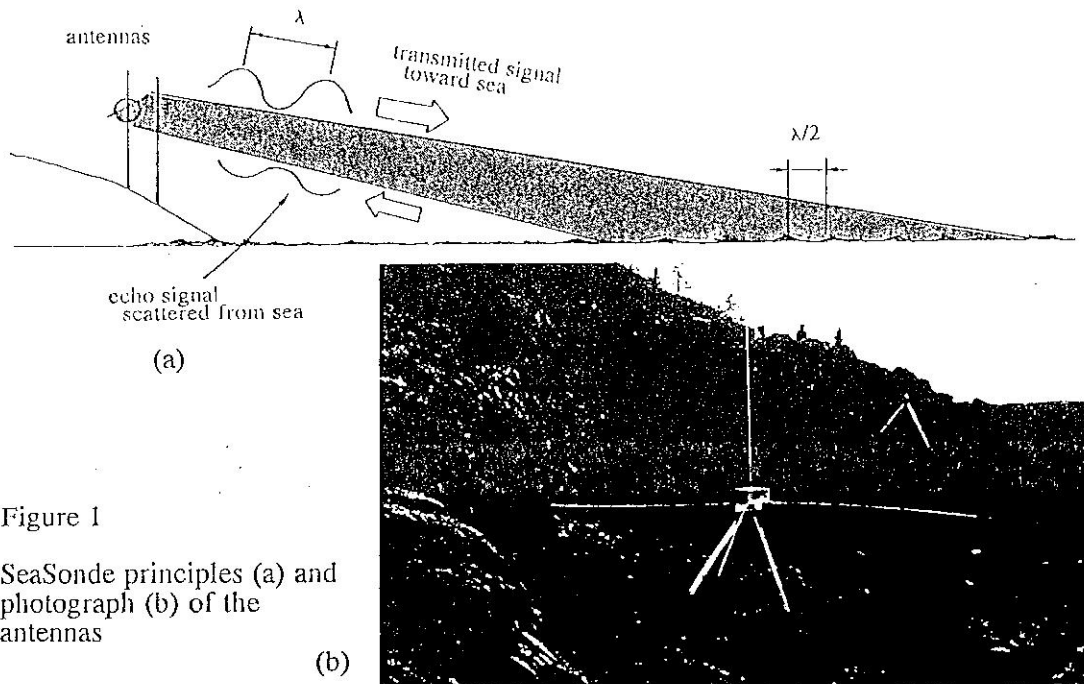 λ
antennas
transmitted signal
toward sea
λ/2
echo signal
scattered from sea
(a)
Figure 1
SeaSonde principles (a) and
photograph (b) of the
antennas
(b)